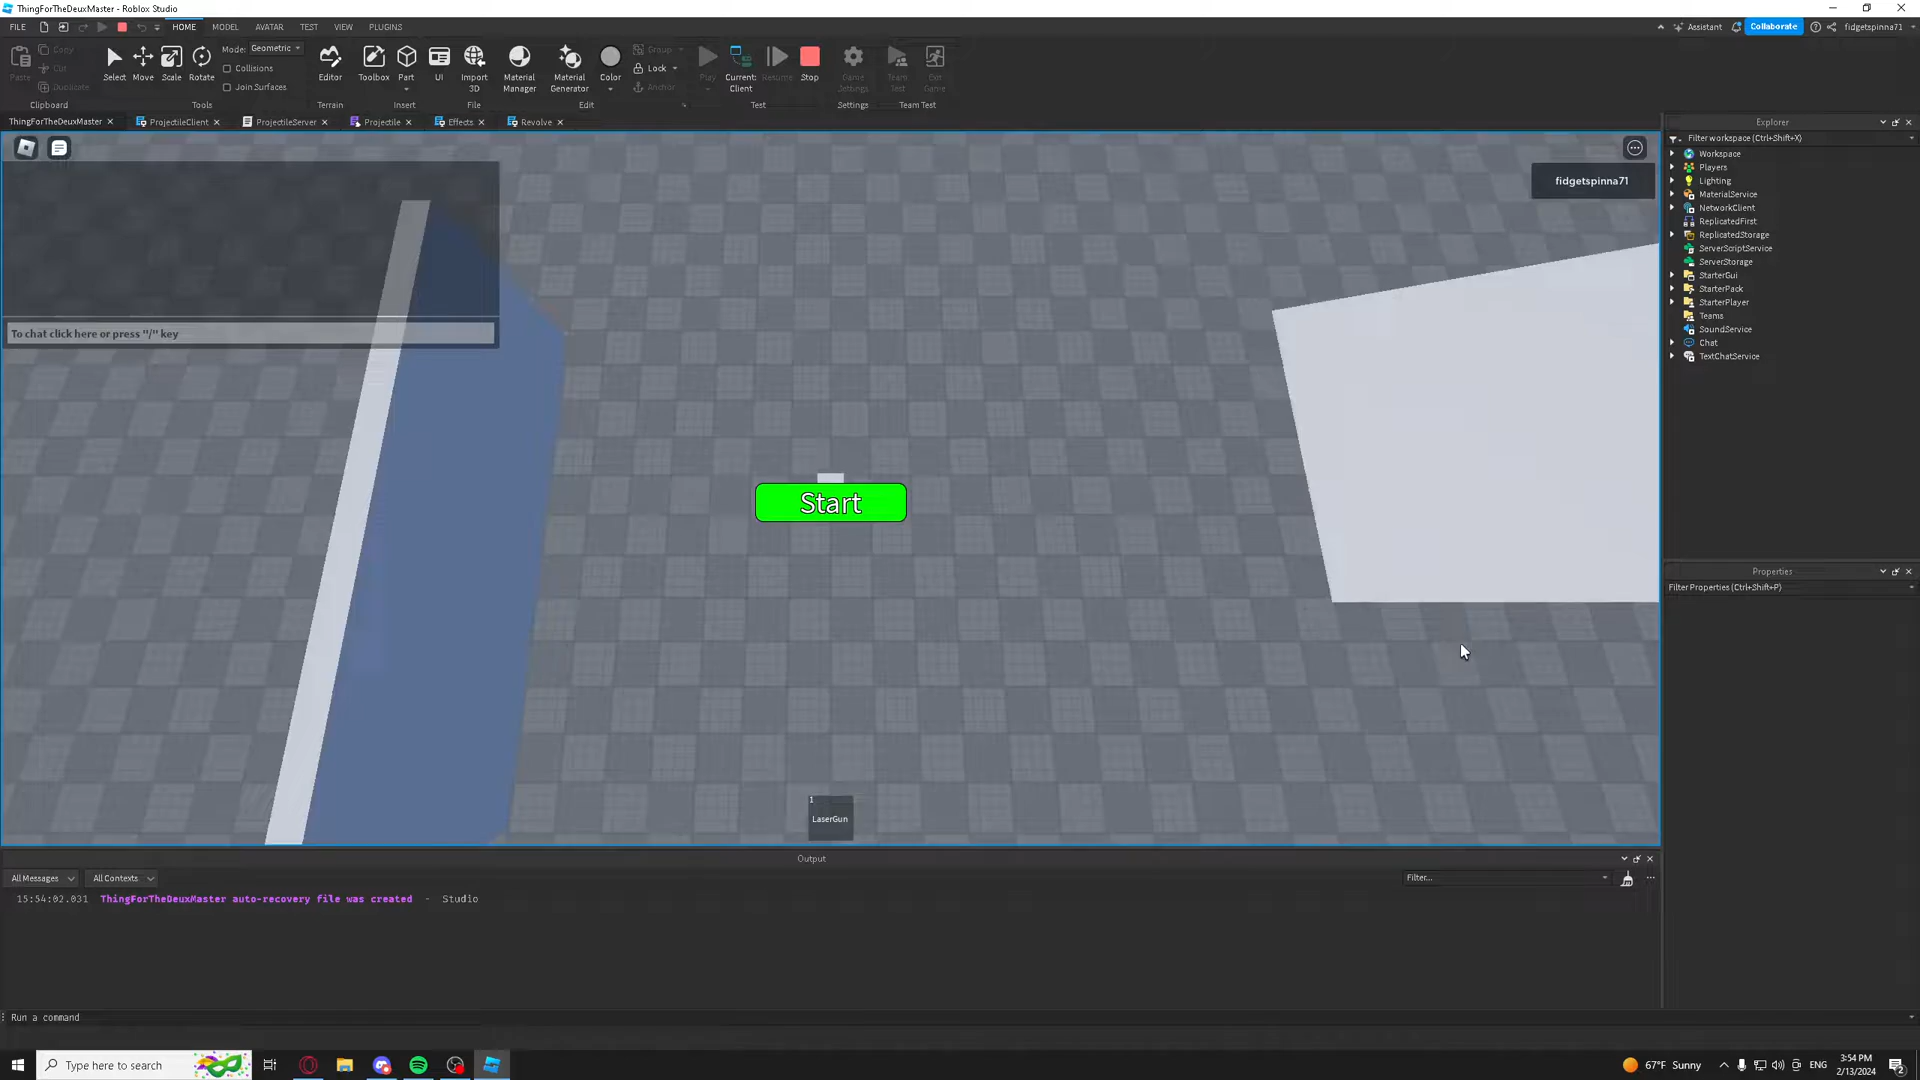 ThingForTheDeuxMaster - Roblox Studio
FILE HOME MODEL AVATAR TEST VIEW PLUGINS Assistant Collaborate fidgetspinna71
Paste Copy Cut Duplicate Select Move Scale Rotate Mode: Geometric Collisions Join Surfaces Editor Toolbox Part UI Import 3D Material Manager Material Generator Color Group Lock Anchor Play Current: Client Resume Stop Game Settings Team Test Exit Game
Clipboard Tools Terrain Insert File Edit Test Settings Team Test
ThingForTheDeuxMaster ProjectileClient ProjectileServer Projectile Effects Revolve
Explorer
Filter workspace (Ctrl+Shift+X)
Workspace
Players
Lighting
MaterialService
NetworkClient
ReplicatedFirst
ReplicatedStorage
ServerScriptService
ServerStorage
StarterGui
StarterPack
StarterPlayer
Teams
SoundService
Chat
TextChatService
fidgetspinna71
To chat click here or press "/" key
Start
1
LaserGun
Properties
Filter Properties (Ctrl+Shift+P)
Output
All Messages All Contexts Filter...
15:54:02.031 ThingForTheDeuxMaster auto-recovery file was created - Studio
Run a command
Type here to search
67°F Sunny ENG 3:54 PM
2/13/2024
2